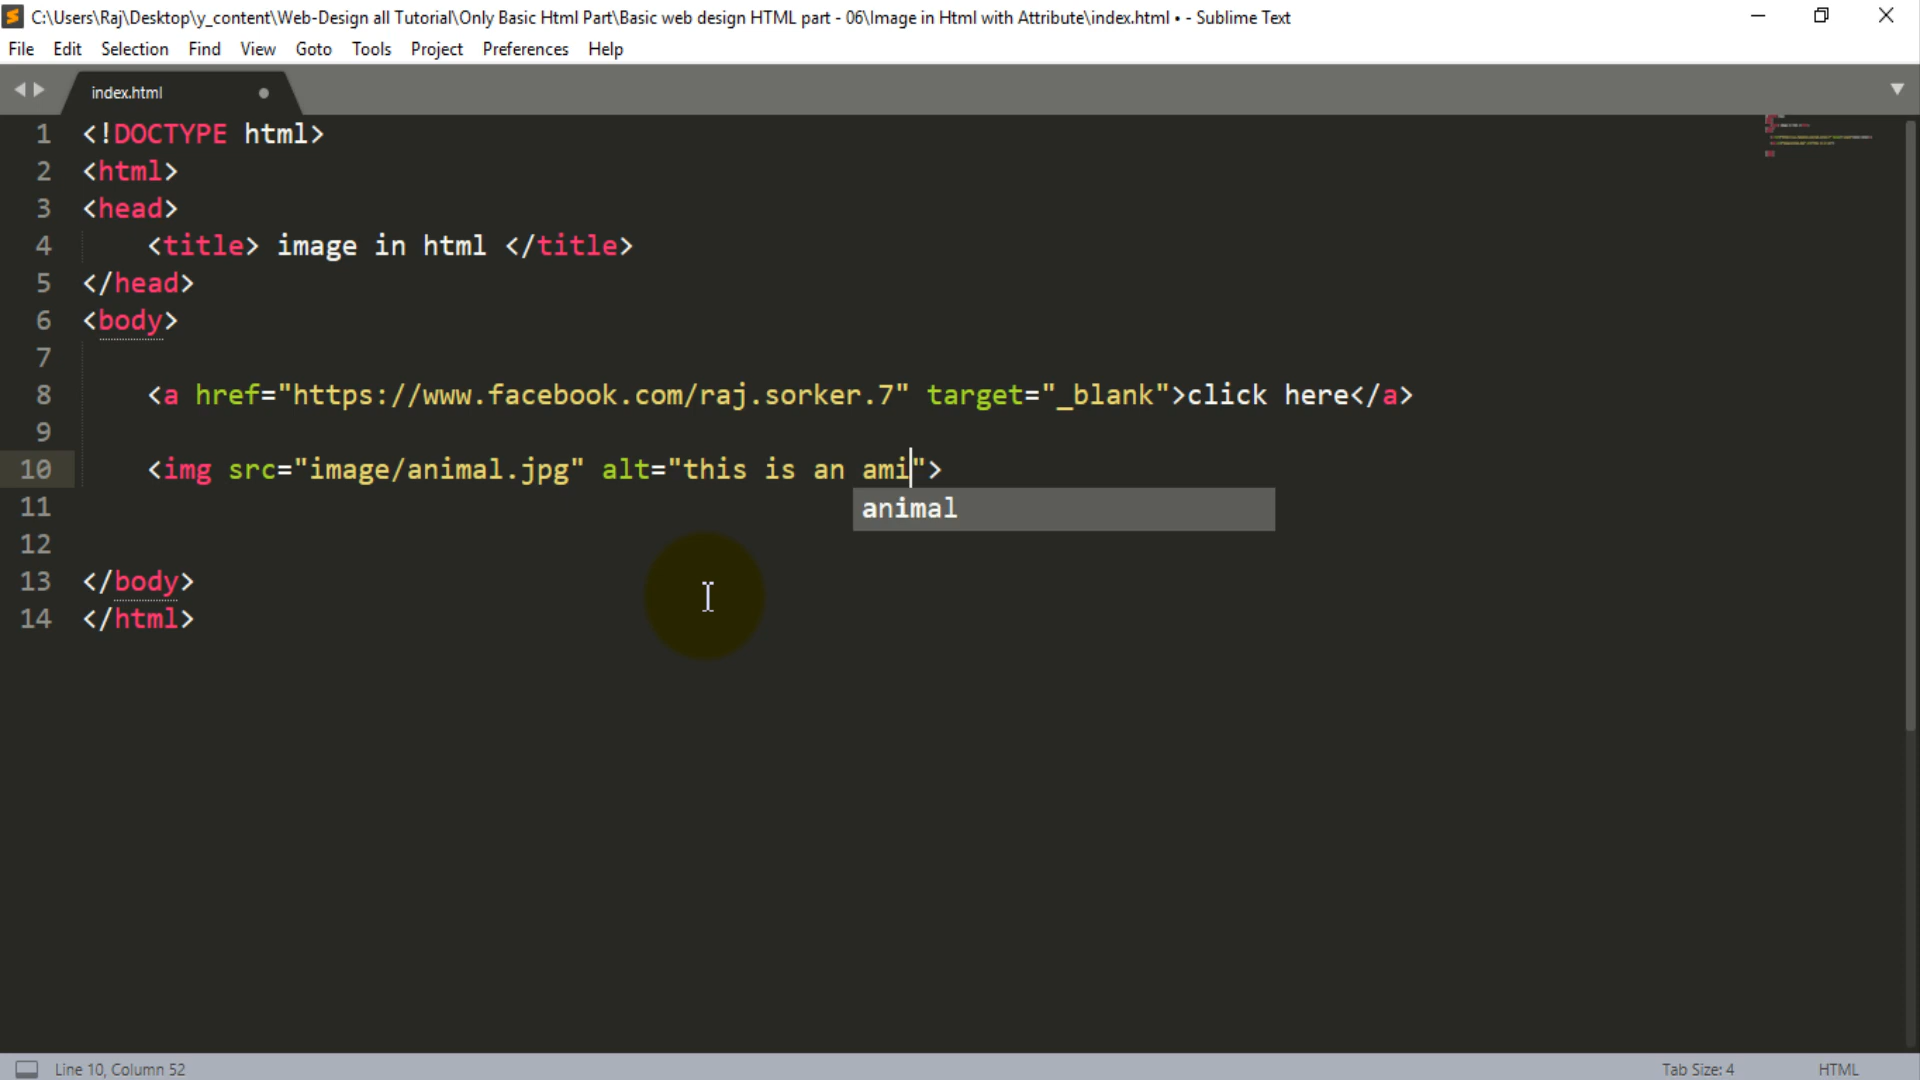 C:\Users\Raj\Desktop\y_content\Web-Design all Tutorial\Only Basic Html Part\Basic web design HTML part - 06\Image in Html with Attribute\index.html • - Sublime Text
File Edit Selection Find View Goto Tools Project Preferences Help
index.html
1 <!DOCTYPE html>
2 <html>
3 <head>
4 <title> image in html </title>
5 </head>
6 <body>
7
8 <a href="https://www.facebook.com/raj.sorker.7" target="_blank">click here</a>
9
10 <img src="image/animal.jpg" alt="this is an ami">
animal
11
12
13 </body>
14 </html>
Line 10, Column 52 Tab Size: 4 HTML